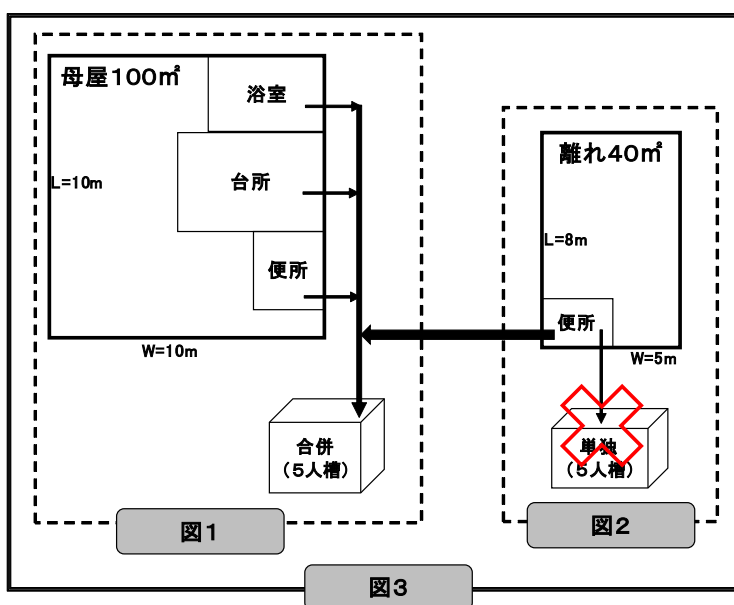 母屋100㎡
浴室
台所
便所
L=10m
W=10m
合併
(5人槽)
図1
離れ40㎡
L=8m
便所
W=5m
単独
(5人槽)
図2
図3